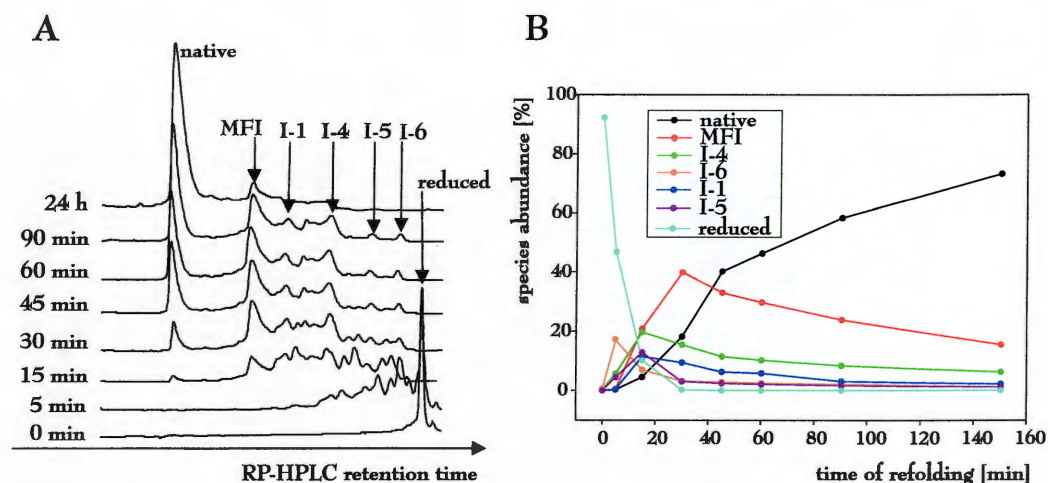 A
native
MFI I-1 I-4 I-5 I-6
reduced
24 h
90 min
60 min
45 min
30 min
15 min
5 min
0 min
RP-HPLC retention time
B
species abundance [%]
100
80
60
40
20
0
native
MFI
I-4
I-6
I-1
I-5
reduced
0 20 40 60 80 100 120 140 160
time of refolding [min]